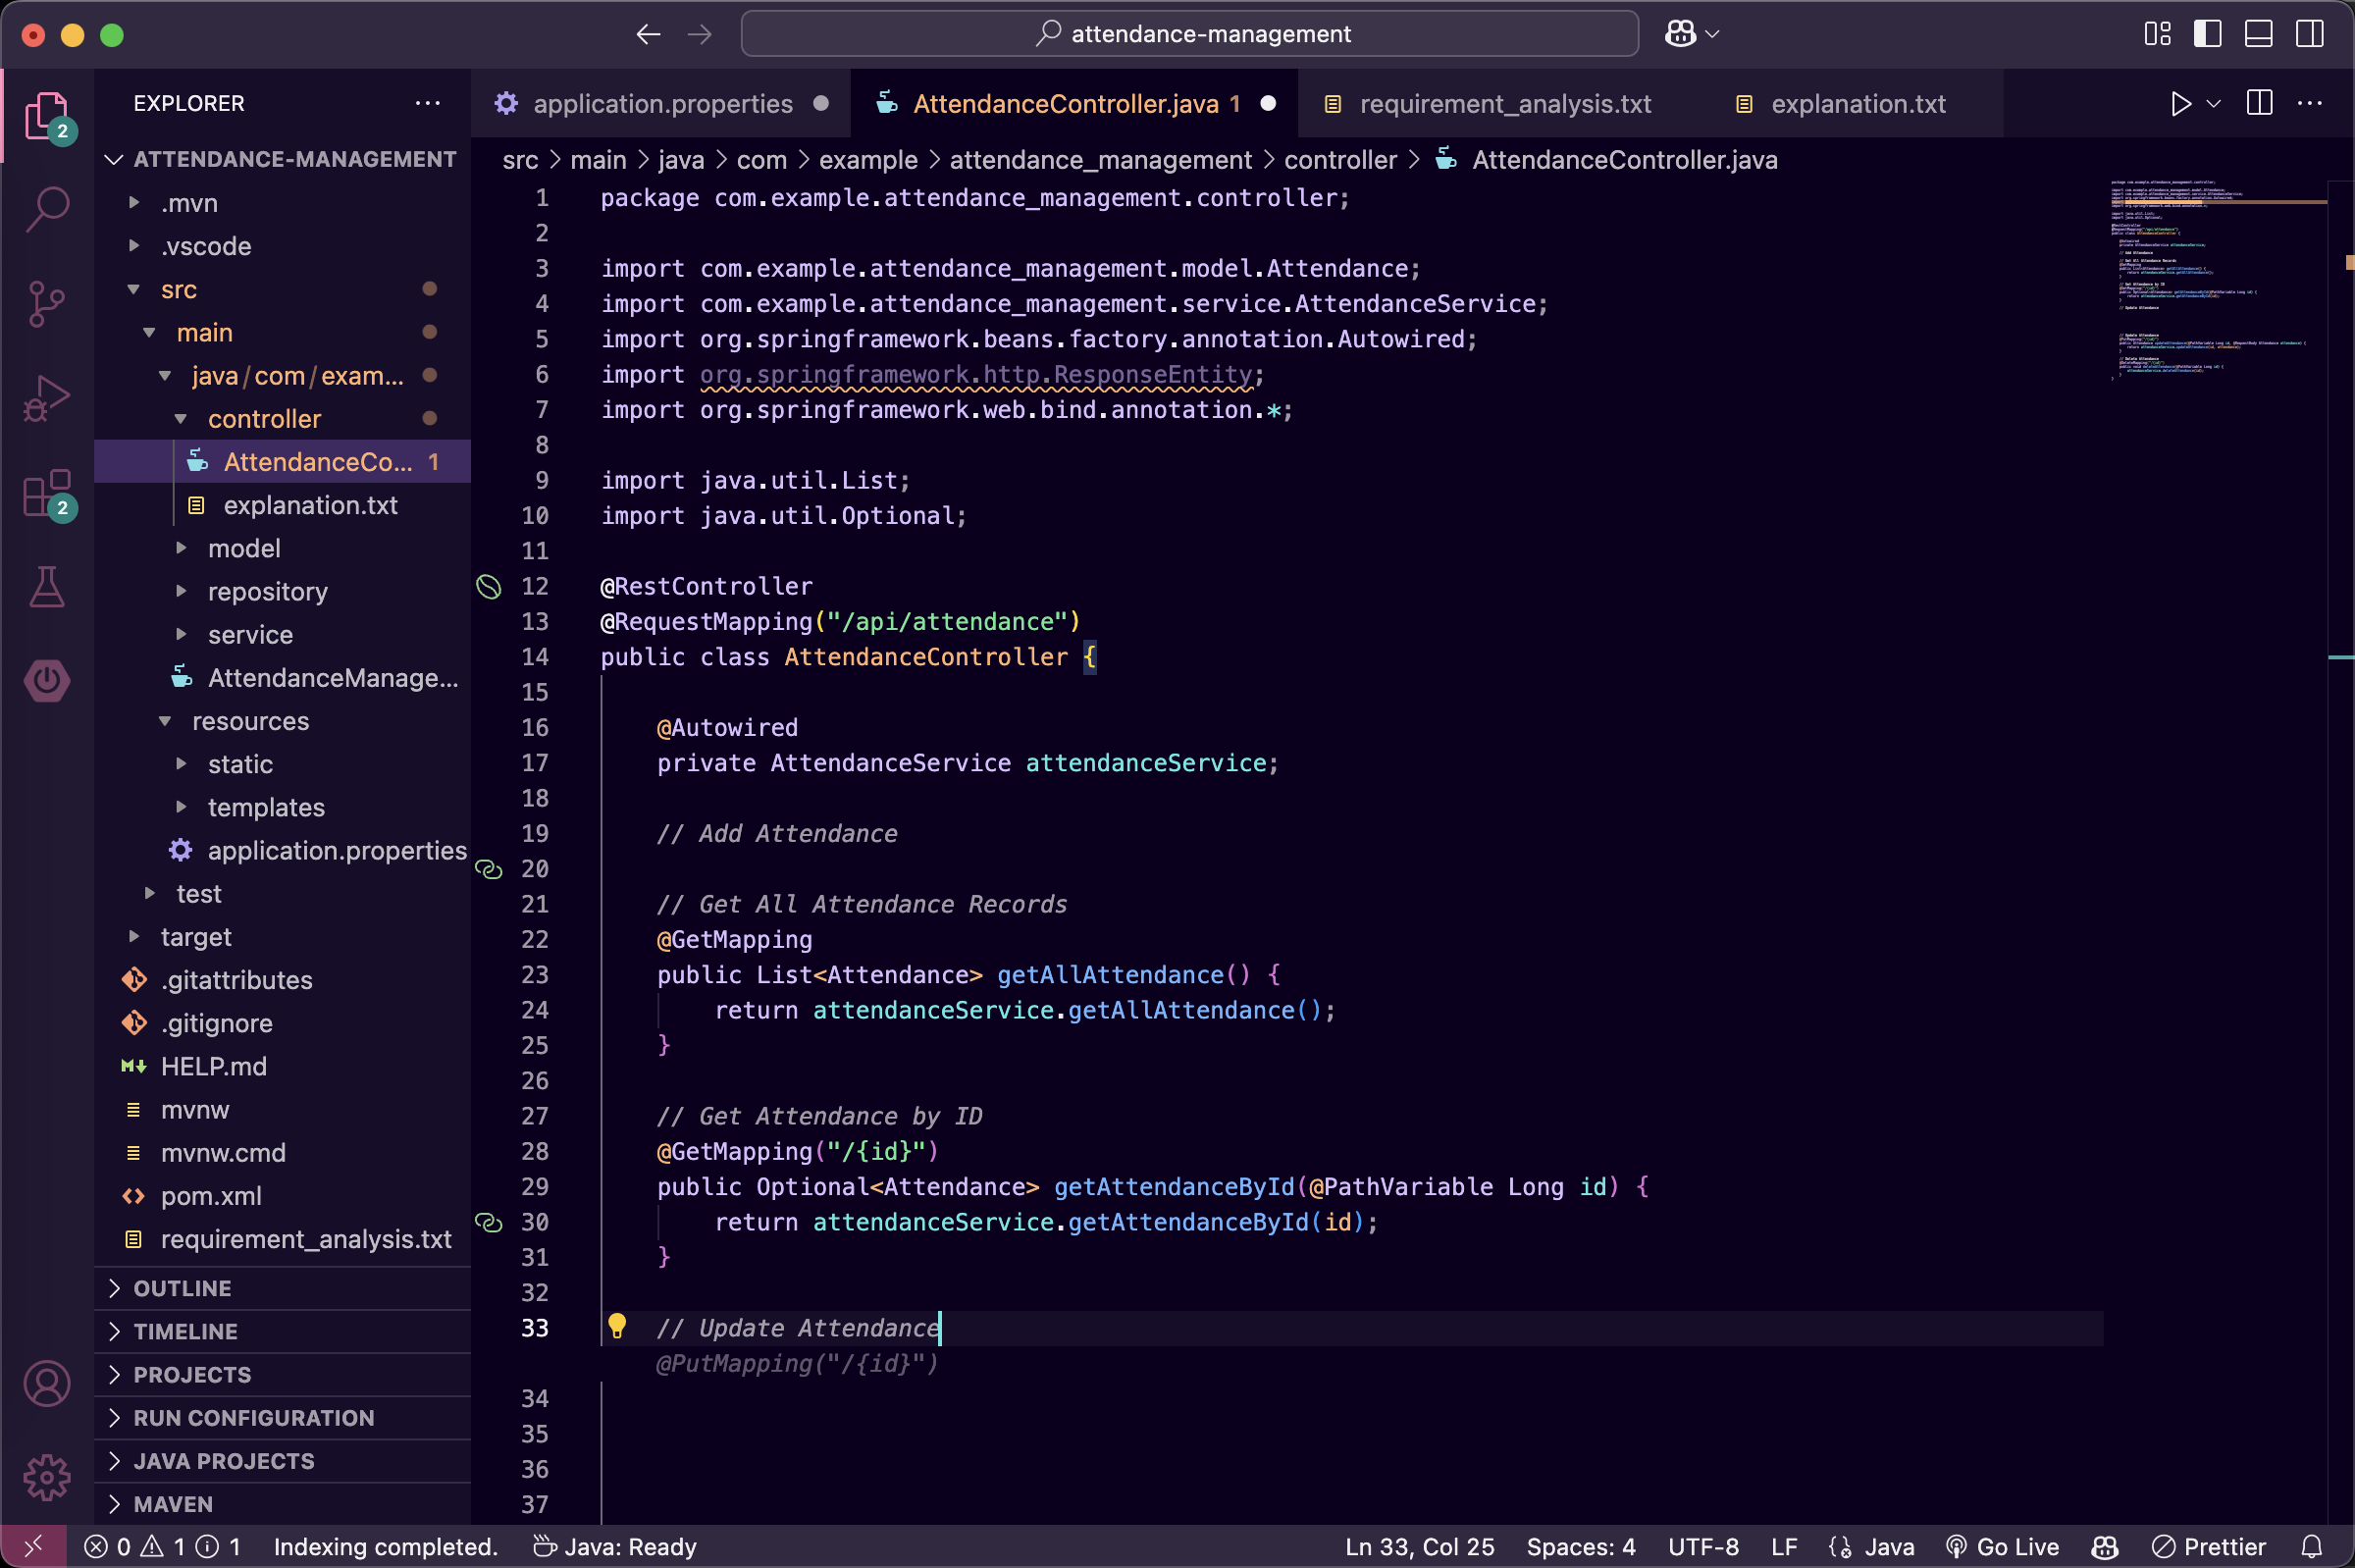 attendance-management
EXPLORER
application.properties
AttendanceController.java 1
requirement_analysis.txt
explanation.txt
2
ATTENDANCE-MANAGEMENT
.mvn
.vscode
src
main
java/com/exam...
controller
AttendanceCo... 1
explanation.txt
model
repository
service
AttendanceManage...
resources
static
templates
application.properties
test
target
.gitattributes
.gitignore
HELP.md
mvnw
mvnw.cmd
pom.xml
requirement_analysis.txt
OUTLINE
TIMELINE
PROJECTS
RUN CONFIGURATION
JAVA PROJECTS
MAVEN
2
src > main > java > com > example > attendance_management > controller > AttendanceController.java
1 package com.example.attendance_management.controller;
2
3 import com.example.attendance_management.model.Attendance;
4 import com.example.attendance_management.service.AttendanceService;
5 import org.springframework.beans.factory.annotation.Autowired;
6 import org.springframework.http.ResponseEntity;
7 import org.springframework.web.bind.annotation.*;
8
9 import java.util.List;
10 import java.util.Optional;
11
12 @RestController
13 @RequestMapping("/api/attendance")
14 public class AttendanceController {
15
16 @Autowired
17 private AttendanceService attendanceService;
18
19 // Add Attendance
20
21 // Get All Attendance Records
22 @GetMapping
23 public List<Attendance> getAllAttendance() {
24 return attendanceService.getAllAttendance();
25 }
26
27 // Get Attendance by ID
28 @GetMapping("/{id}")
29 public Optional<Attendance> getAttendanceById(@PathVariable Long id) {
30 return attendanceService.getAttendanceById(id);
31 }
32
33 // Update Attendance
@PutMapping("/{id}")
34
35
36
37
0 1 1 Indexing completed. Java: Ready
Ln 33, Col 25 Spaces: 4 UTF-8 LF Java Go Live Prettier